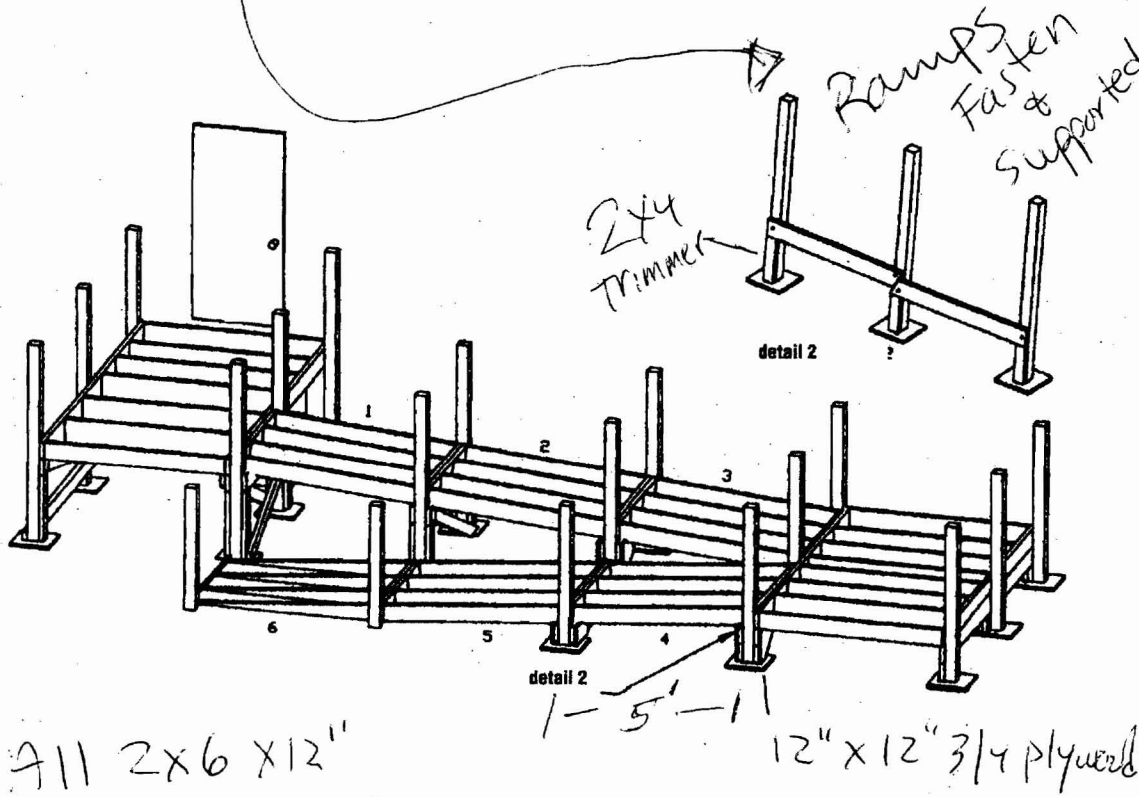 Ramps
Fasten
&
Supported
2x4
Trimmer
detail 2
1
2
3
6
5
4
detail 2
1-5'-1
All 2x6 x12"
12" x 12" 3/4 plywood